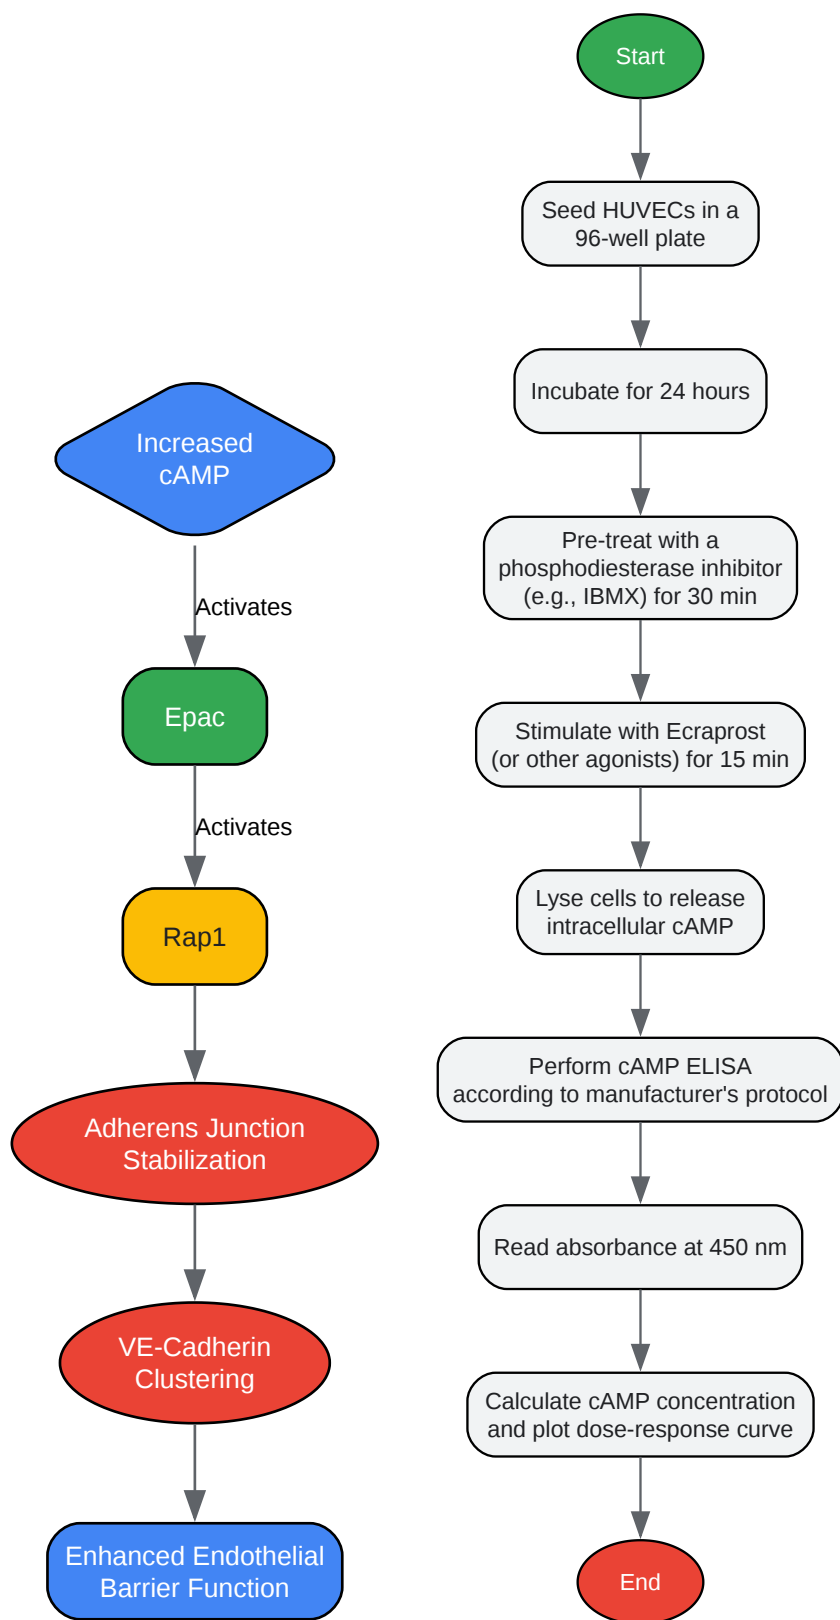 Increased
cAMP
Activates
Epac
Activates
Rap1
Adherens Junction
Stabilization
VE-Cadherin
Clustering
Enhanced Endothelial
Barrier Function
Start
Seed HUVECs in a
96-well plate
Incubate for 24 hours
Pre-treat with a
phosphodiesterase inhibitor
(e.g., IBMX) for 30 min
Stimulate with Ecraprost
(or other agonists) for 15 min
Lyse cells to release
intracellular cAMP
Perform cAMP ELISA
according to manufacturer's protocol
Read absorbance at 450 nm
Calculate cAMP concentration
and plot dose-response curve
End